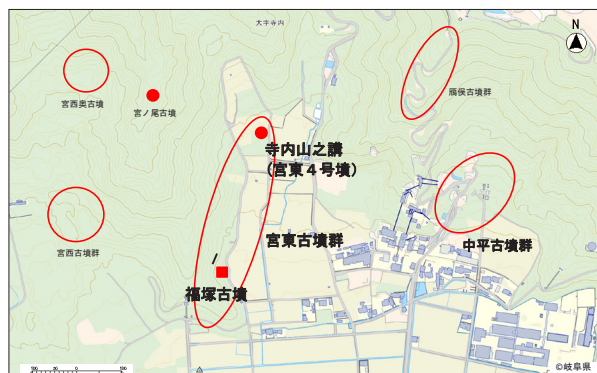 大字寺内
N
鴈俣古墳群
宮西奥古墳
宮ノ尾古墳
寺内山之講
(宮東4号墳)
宮東古墳群
中平古墳群
宮西古墳群
福塚古墳
©岐阜県